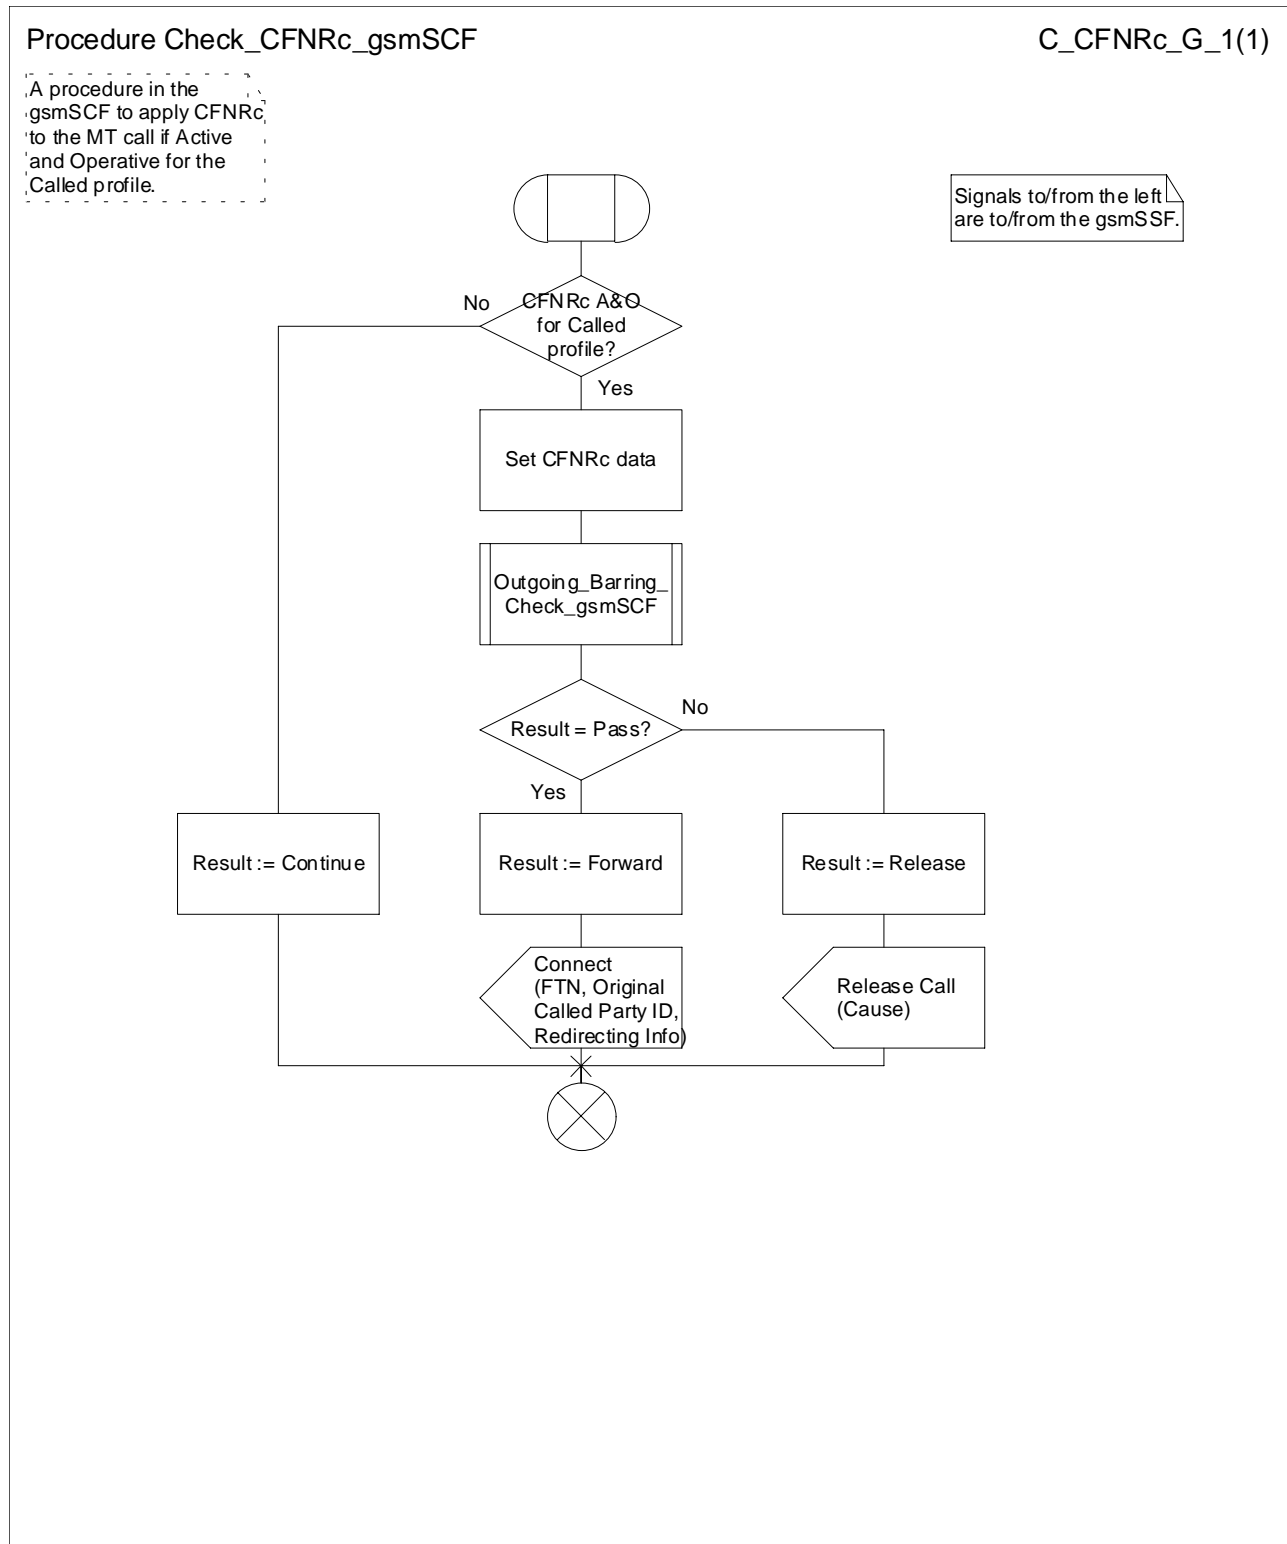 Procedure Check_CFNRc_gsmSCF
C_CFNRc_G_1(1)
A procedure in the
gsmSCF to apply CFNRc
to the MT call if Active
and Operative for the
Called profile.
Signals to/from the left
are to/from the gsmSSF.
No
CFNRc A&O
for Called
profile?
Yes
Set CFNRc data
Outgoing_Barring_
Check_gsmSCF
No
Result = Pass?
Yes
Result := Continue
Result := Forward
Result := Release
Connect
(FTN, Original
Called Party ID,
Redirecting Info)
Release Call
(Cause)